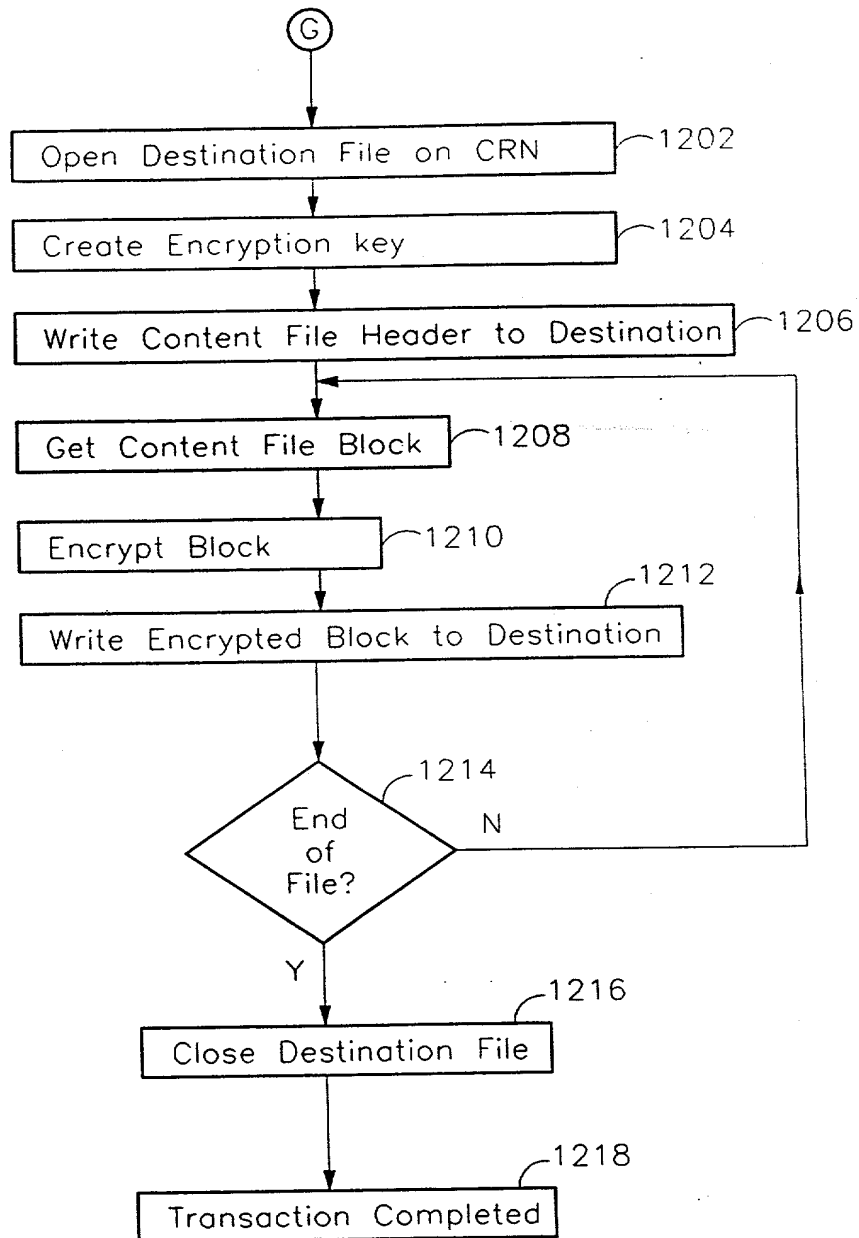 G
Open Destination File on CRN
1202
Create Encryption key
1204
Write Content File Header to Destination
1206
Get Content File Block
1208
Encrypt Block
1210
1212
Write Encrypted Block to Destination
1214
End
of
File?
N
Y
1216
Close Destination File
1218
Transaction Completed